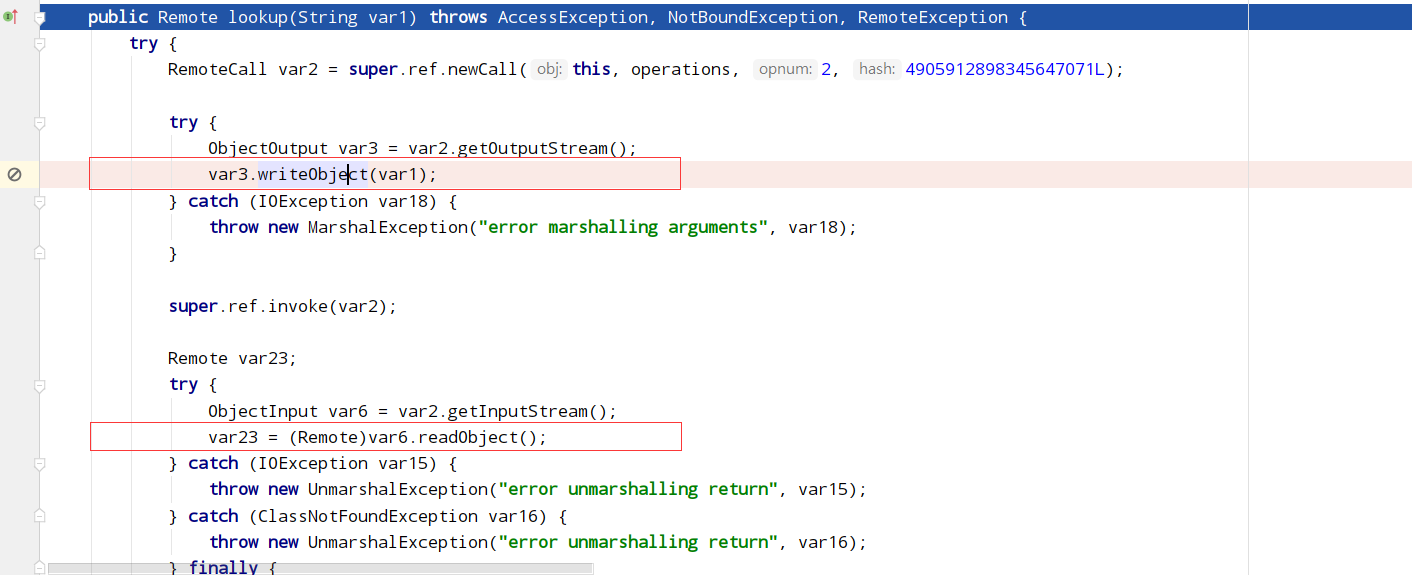 public Remote lookup(String var1) throws AccessException, NotBoundException, RemoteException {
try {
RemoteCall var2 = super.ref.newCall( obj: this, operations, opnum: 2, hash: 4905912898345647071L);
try {
ObjectOutput var3 = var2.getOutputStream();
var3.writeObject(var1);
} catch (IOException var18) {
throw new MarshalException("error marshalling arguments", var18);
}
super.ref.invoke(var2);
Remote var23;
try {
ObjectInput var6 = var2.getInputStream();
var23 = (Remote)var6.readObject();
} catch (IOException var15) {
throw new UnmarshalException("error unmarshalling return", var15);
} catch (ClassNotFoundException var16) {
throw new UnmarshalException("error unmarshalling return", var16);
} finally {